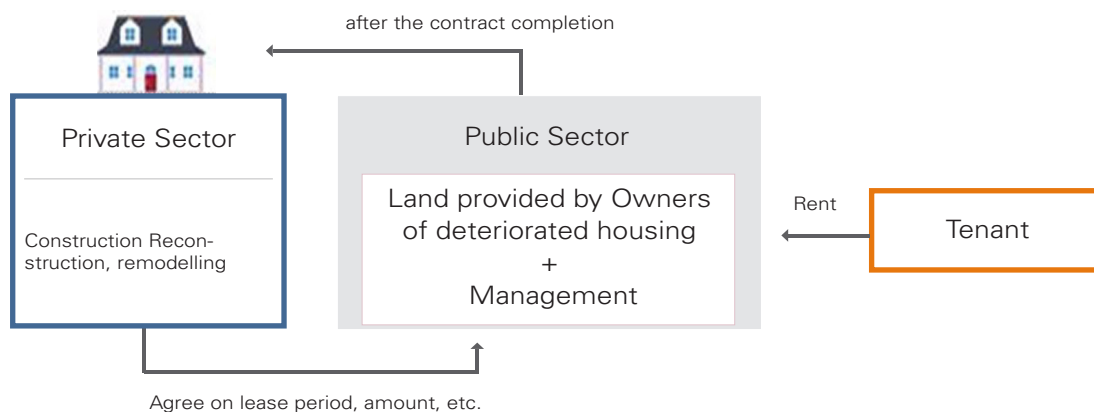 after the contract completion
Private Sector
Construction Recon-
struction, remodelling
Public Sector
Land provided by Owners
of deteriorated housing
+
Management
Rent
Tenant
Agree on lease period, amount, etc.